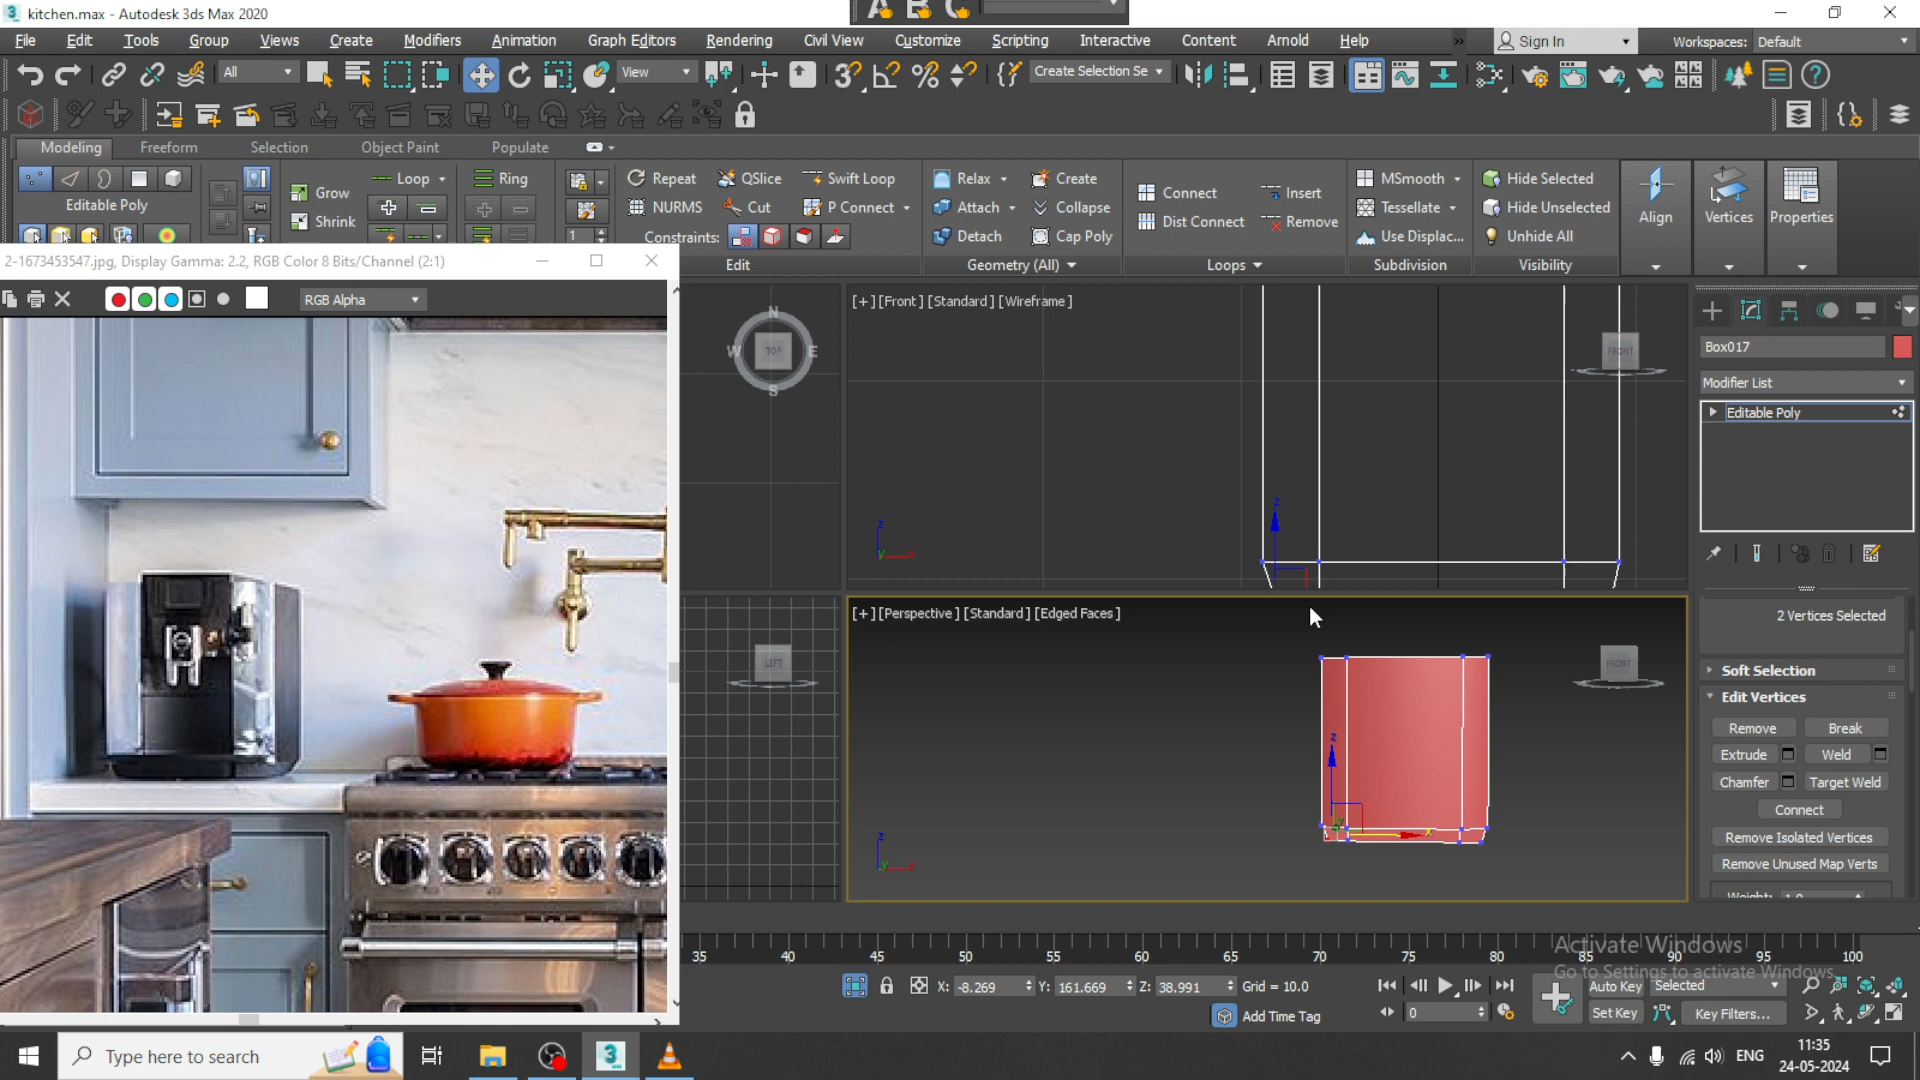 kitchen.max - Autodesk 3ds Max 2020
File Edit Tools Group Views Create Modifiers Animation Graph Editors Rendering Civil View Customize Scripting Interactive Content Arnold Help
Sign In
Workspaces: Default
All
View
Create Selection Se
Modeling Freeform Selection Object Paint Populate
Loop
Ring
Repeat QSlice Swift Loop
Relax Create
MSmooth
Hide Selected
Grow
Connect Insert
Editable Poly
NURMS Cut P Connect
Attach Collapse
Tessellate
Hide Unselected
Align Vertices Properties
Shrink
Dist Connect Remove
1
Constraints:
Detach Cap Poly
Use Displac...
Unhide All
Edit
Geometry (All)
Loops
Subdivision
Visibility
2-1673453547.jpg, Display Gamma: 2.2, RGB Color 8 Bits/Channel (2:1)
RGB Alpha
N
W TOP E
S
[+] [Front] [Standard] [Wireframe]
FRONT
z
z
y
Box017
Modifier List
Editable Poly
[+] [Perspective] [Standard] [Edged Faces]
LEFT
FRONT
z
x
z
y
2 Vertices Selected
Soft Selection
Edit Vertices
Remove Break
Extrude Weld
Chamfer Target Weld
Connect
Remove Isolated Vertices
Remove Unused Map Verts
Weight: 1.0
35 40 45 50 55 60 65 70 75 80 85 90 95 100
Activate Windows
Go to Settings to activate Windows.
X: -8.269 Y: 161.669 Z: 38.991 Grid = 10.0
Auto Key Selected
Add Time Tag
0
Set Key Key Filters...
Type here to search
ENG
11:35
24-05-2024